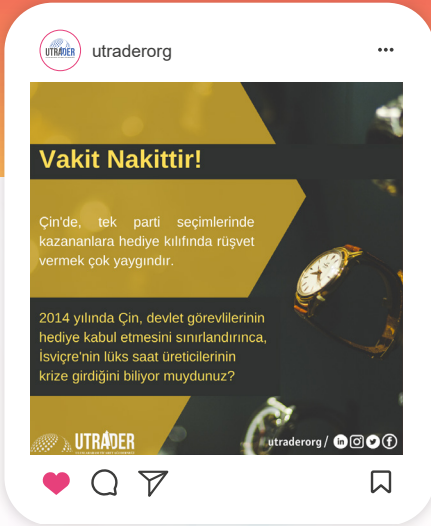 UTRADER
utraderorg
Vakit Nakittir!
Çin'de, tek parti seçimlerinde
kazananlara hediye kılıfında rüşvet
vermek çok yaygındır.
2014 yılında Çin, devlet görevlilerinin
hediye kabul etmesini sınırlandırınca,
İsviçre'nin lüks saat üreticilerinin
krize girdiğini biliyor muydunuz?
UTRADER
utraderorg /